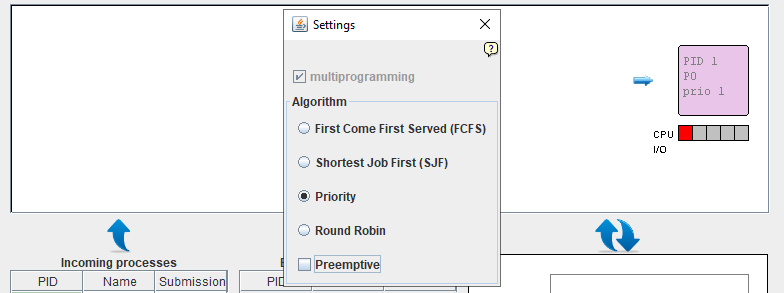 Settings
multiprogramming
Algorithm
First Come First Served (FCFS)
Shortest Job First (SJF)
Priority
Round Robin
Preemptive
PID 1
P0
prio 1
CPU
I/O
Incoming processes
PID Name Submission
PID